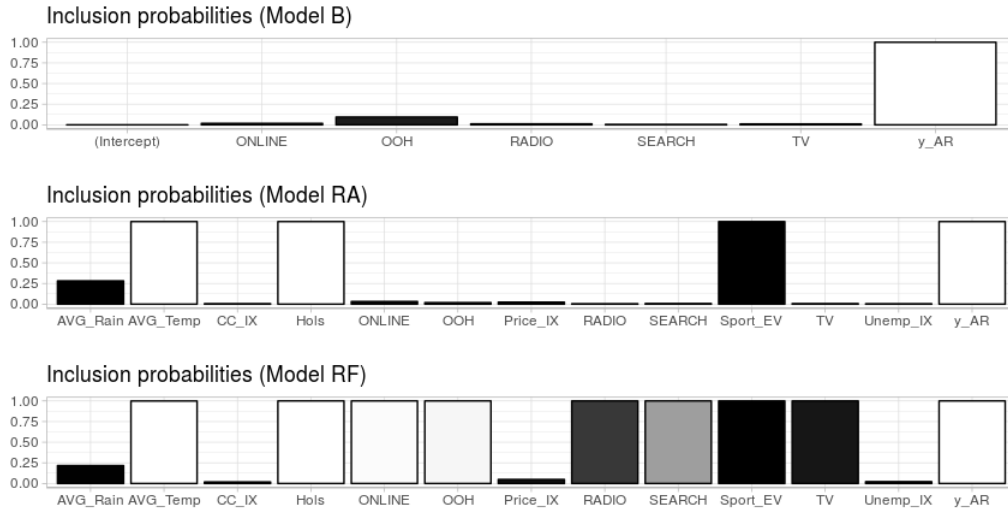 Inclusion probabilities (Model B)
1.00
0.75
0.50
0.25
0.00
(Intercept) ONLINE OOH RADIO SEARCH TV y_AR
Inclusion probabilities (Model RA)
1.00
0.75
0.50
0.25
0.00
AVG_Rain AVG_Temp CC_IX Hols ONLINE OOH Price_IX RADIO SEARCH Sport_EV TV Unemp_IX y_AR
Inclusion probabilities (Model RF)
1.00
0.75
0.50
0.25
0.00
AVG_Rain AVG_Temp CC_IX Hols ONLINE OOH Price_IX RADIO SEARCH Sport_EV TV Unemp_IX y_AR